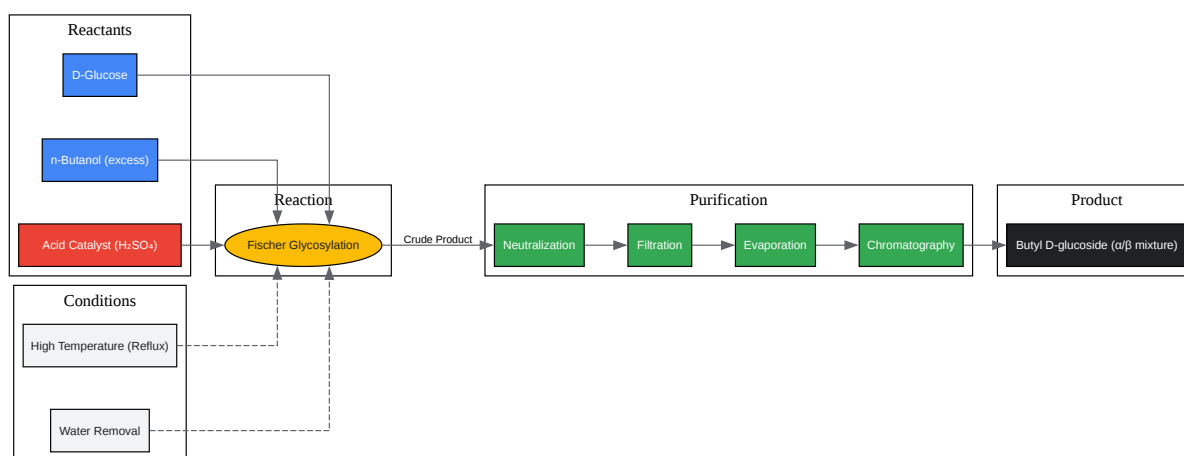 Reactants
D-Glucose
n-Butanol (excess)
Acid Catalyst (H₂SO₄)
Conditions
High Temperature (Reflux)
Water Removal
Reaction
Fischer Glycosylation
Crude Product
Purification
Neutralization
Filtration
Evaporation
Chromatography
Product
Butyl D-glucoside (α/β mixture)